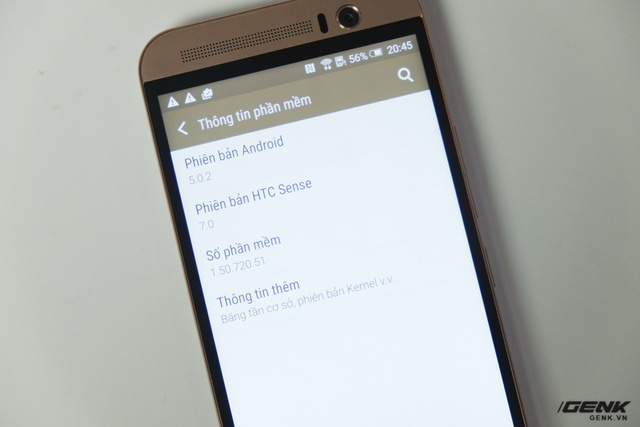 56% 20:45
Thông tin phần mềm
Phiên bản Android
5.0.2
Phiên bản HTC Sense
7.0
Số phần mềm
1.50.720.51
Thông tin thêm
Băng tần cơ sở, phiên bản Kernel v.v.
/GENK
GENK.VN